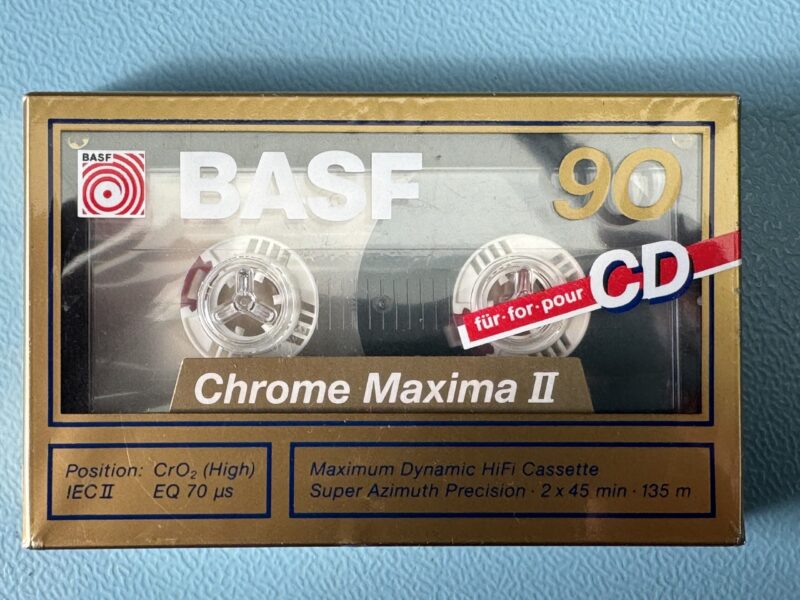 BASF
BASF
90
für·for·pour CD
Chrome Maxima II
Position: CrO₂ (High)
IEC II EQ 70 µs
Maximum Dynamic HiFi Cassette
Super Azimuth Precision · 2 x 45 min · 135 m